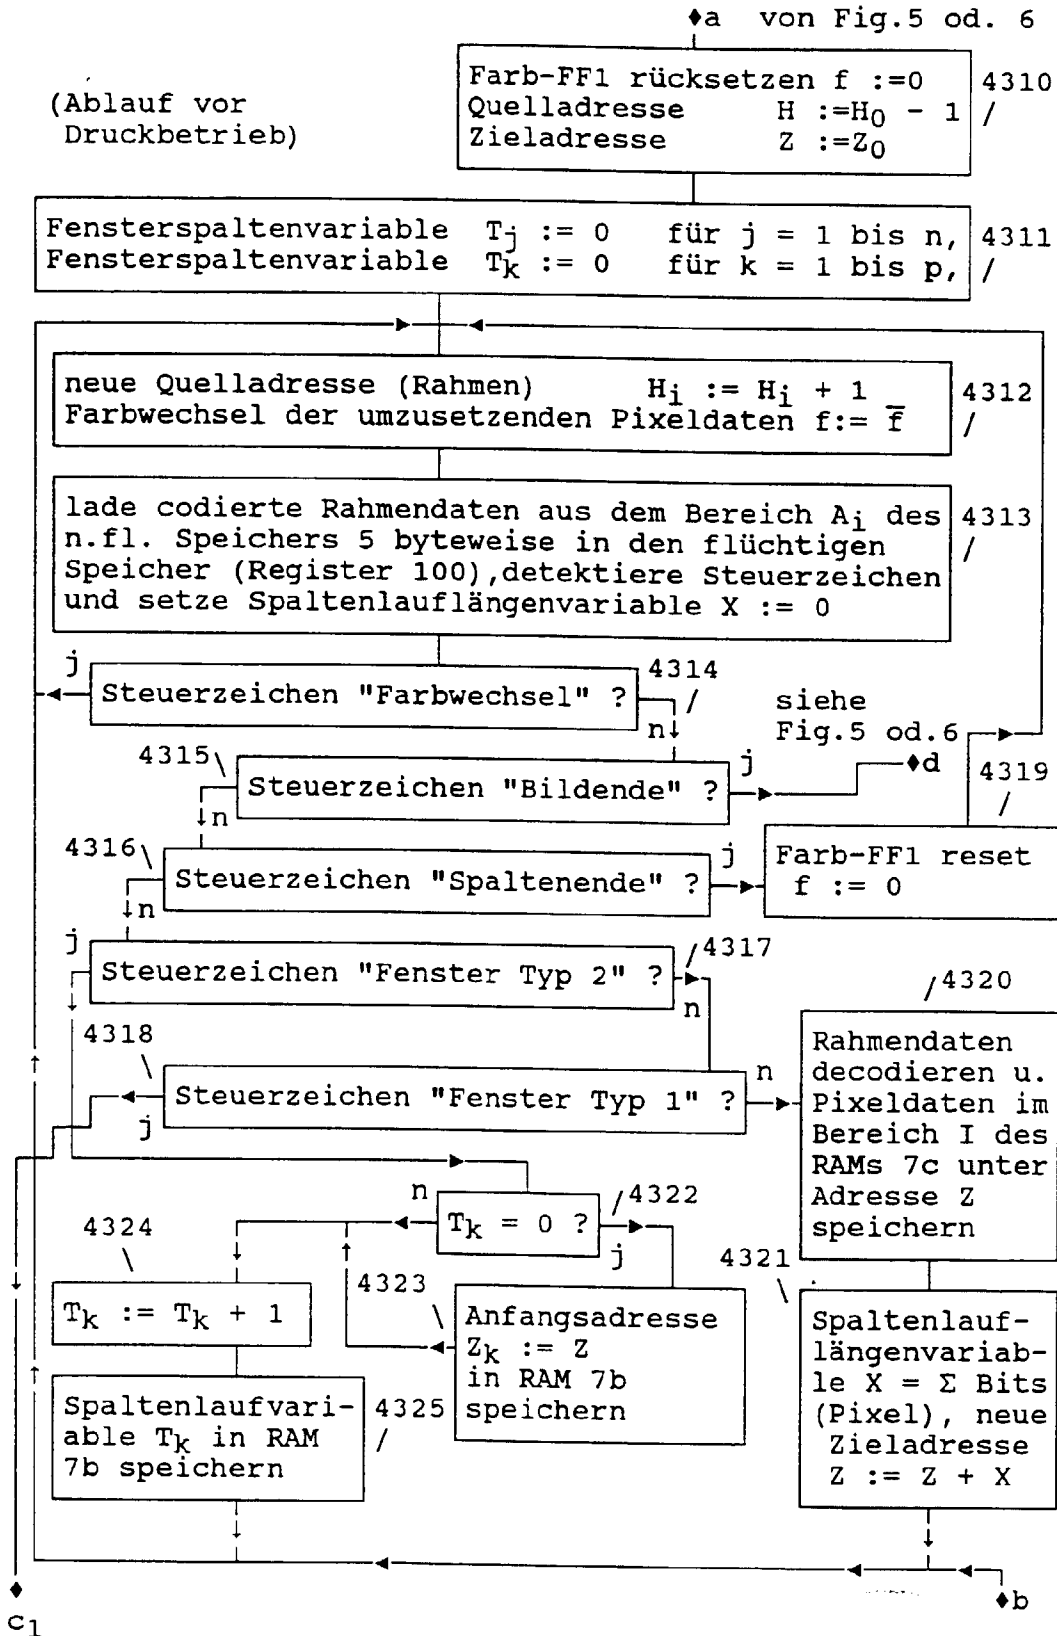 ♦a von Fig.5 od. 6
(Ablauf vor
Druckbetrieb)
Farb-FF1 rücksetzen f :=0
Quelladresse H :=H0 - 1
Zieladresse Z :=Z0
4310
/
Fensterspaltenvariable Tj := 0 für j = 1 bis n,
Fensterspaltenvariable Tk := 0 für k = 1 bis p,
4311
/
neue Quelladresse (Rahmen) Hi := Hi + 1
Farbwechsel der umzusetzenden Pixeldaten f:= f̅
4312
/
lade codierte Rahmendaten aus dem Bereich Ai des
n.fl. Speichers 5 byteweise in den flüchtigen
Speicher (Register 100),detektiere Steuerzeichen
und setze Spaltenlauflängenvariable X := 0
4313
/
j
Steuerzeichen "Farbwechsel" ?
4314
/
n
siehe
Fig.5 od.6
♦d
4315 \
Steuerzeichen "Bildende" ?
j
n
4319
/
4316 \
Steuerzeichen "Spaltenende" ?
j
Farb-FF1 reset
f := 0
n
j
Steuerzeichen "Fenster Typ 2" ?
/4317
n
/4320
4318
\
Steuerzeichen "Fenster Typ 1" ?
n
j
Rahmendaten
decodieren u.
Pixeldaten im
Bereich I des
RAMs 7c unter
Adresse Z
speichern
n
Tk = 0 ?
/4322
j
4324
\
Tk := Tk + 1
4323
\
Anfangsadresse
Zk := Z
in RAM 7b
speichern
4321
\
Spaltenlauf-
längenvariab-
le X = Σ Bits
(Pixel), neue
Zieladresse
Z := Z + X
Spaltenlaufvari-
able Tk in RAM
7b speichern
4325
/
♦
c1
♦b